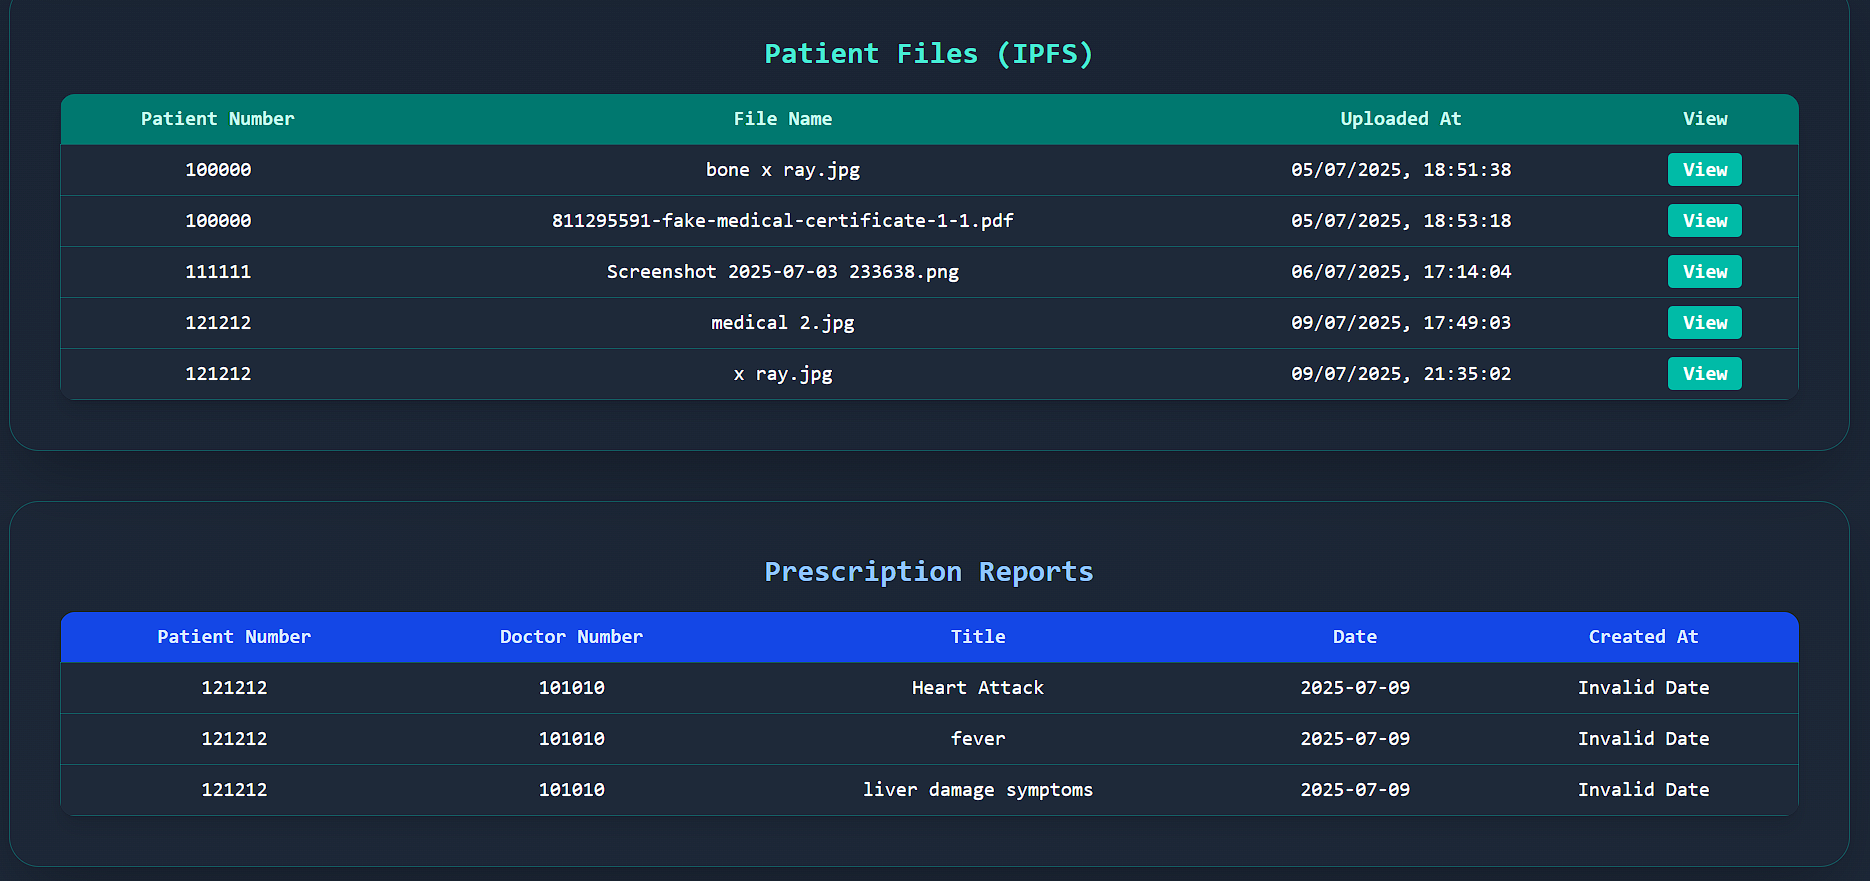 Patient Files (IPFS)
Patient Number File Name Uploaded At View
100000 bone x ray.jpg 05/07/2025, 18:51:38 View
100000 811295591-fake-medical-certificate-1-1.pdf 05/07/2025, 18:53:18 View
111111 Screenshot 2025-07-03 233638.png 06/07/2025, 17:14:04 View
121212 medical 2.jpg 09/07/2025, 17:49:03 View
121212 x ray.jpg 09/07/2025, 21:35:02 View
Prescription Reports
Patient Number Doctor Number Title Date Created At
121212 101010 Heart Attack 2025-07-09 Invalid Date
121212 101010 fever 2025-07-09 Invalid Date
121212 101010 liver damage symptoms 2025-07-09 Invalid Date